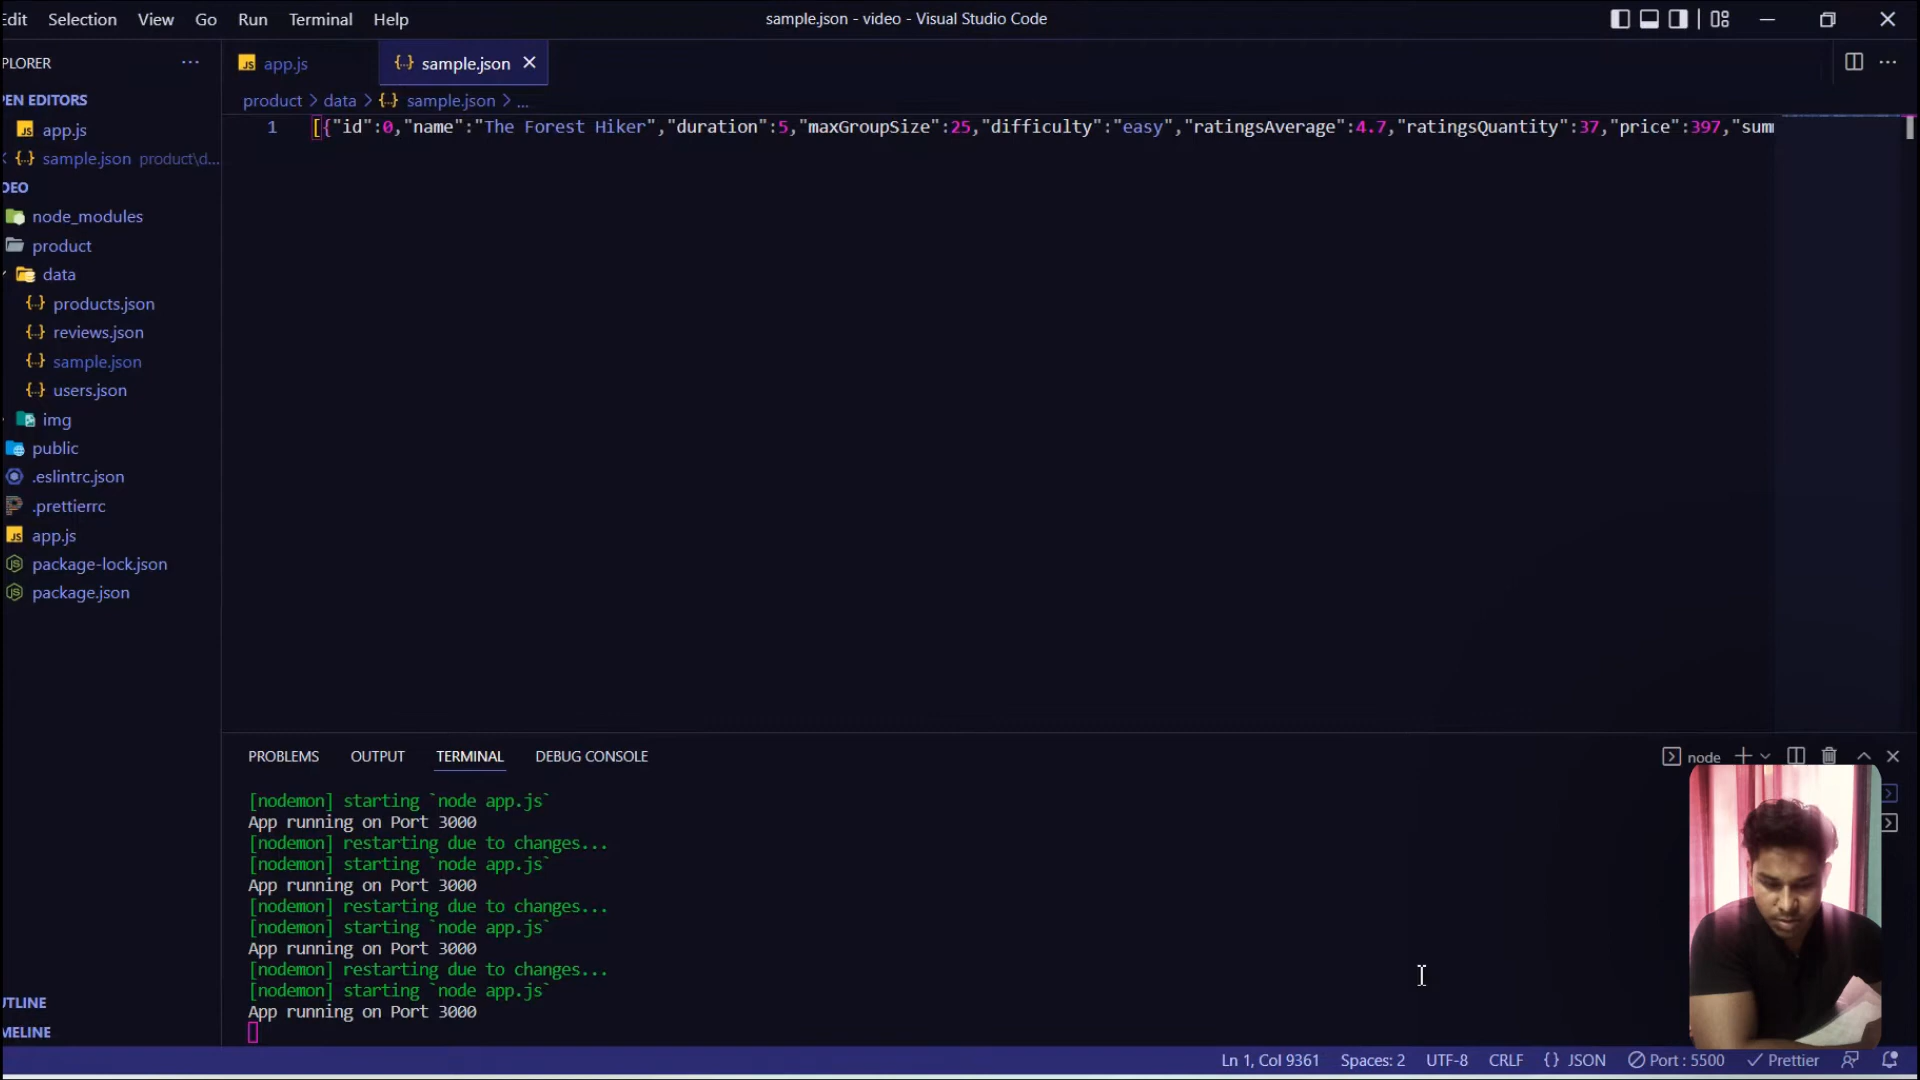 Edit Selection View Go Run Terminal Help
sample.json - video - Visual Studio Code
PLORER ...
JS app.js
{..} sample.json ×
PEN EDITORS
JS app.js
sample.json product\d...
product > data > {..} sample.json > ...
1 [{"id":0,"name":"The Forest Hiker","duration":5,"maxGroupSize":25,"difficulty":"easy","ratingsAverage":4.7,"ratingsQuantity":37,"price":397,"summ
DEO
node_modules
product
data
products.json
reviews.json
sample.json
users.json
img
public
.eslintrc.json
.prettierrc
JS app.js
package-lock.json
package.json
UTLINE
MELINE
PROBLEMS OUTPUT TERMINAL DEBUG CONSOLE
node
[nodemon] starting `node app.js`
App running on Port 3000
[nodemon] restarting due to changes...
[nodemon] starting `node app.js`
App running on Port 3000
[nodemon] restarting due to changes...
[nodemon] starting `node app.js`
App running on Port 3000
[nodemon] restarting due to changes...
[nodemon] starting `node app.js`
App running on Port 3000
Ln 1, Col 9361 Spaces: 2 UTF-8 CRLF {} JSON Port : 5500 Prettier